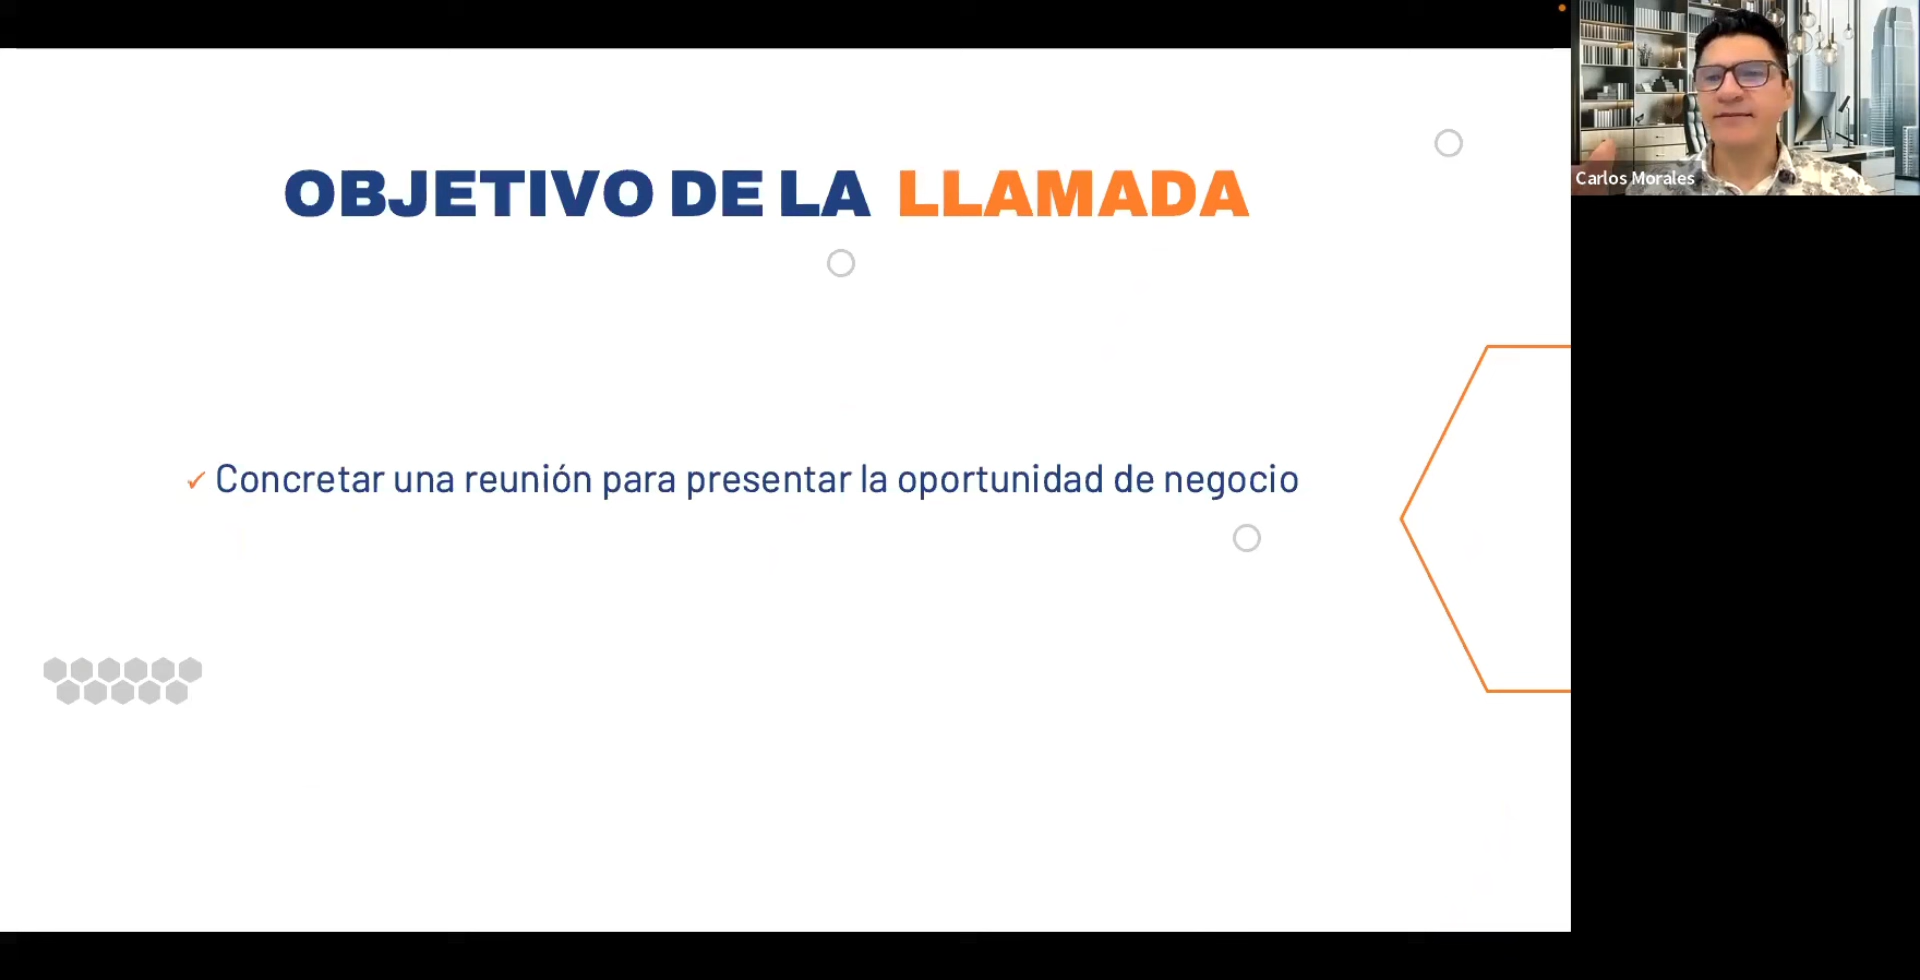 OBJETIVO DE LA LLAMADA
✓ Concretar una reunión para presentar la oportunidad de negocio
Carlos Morales